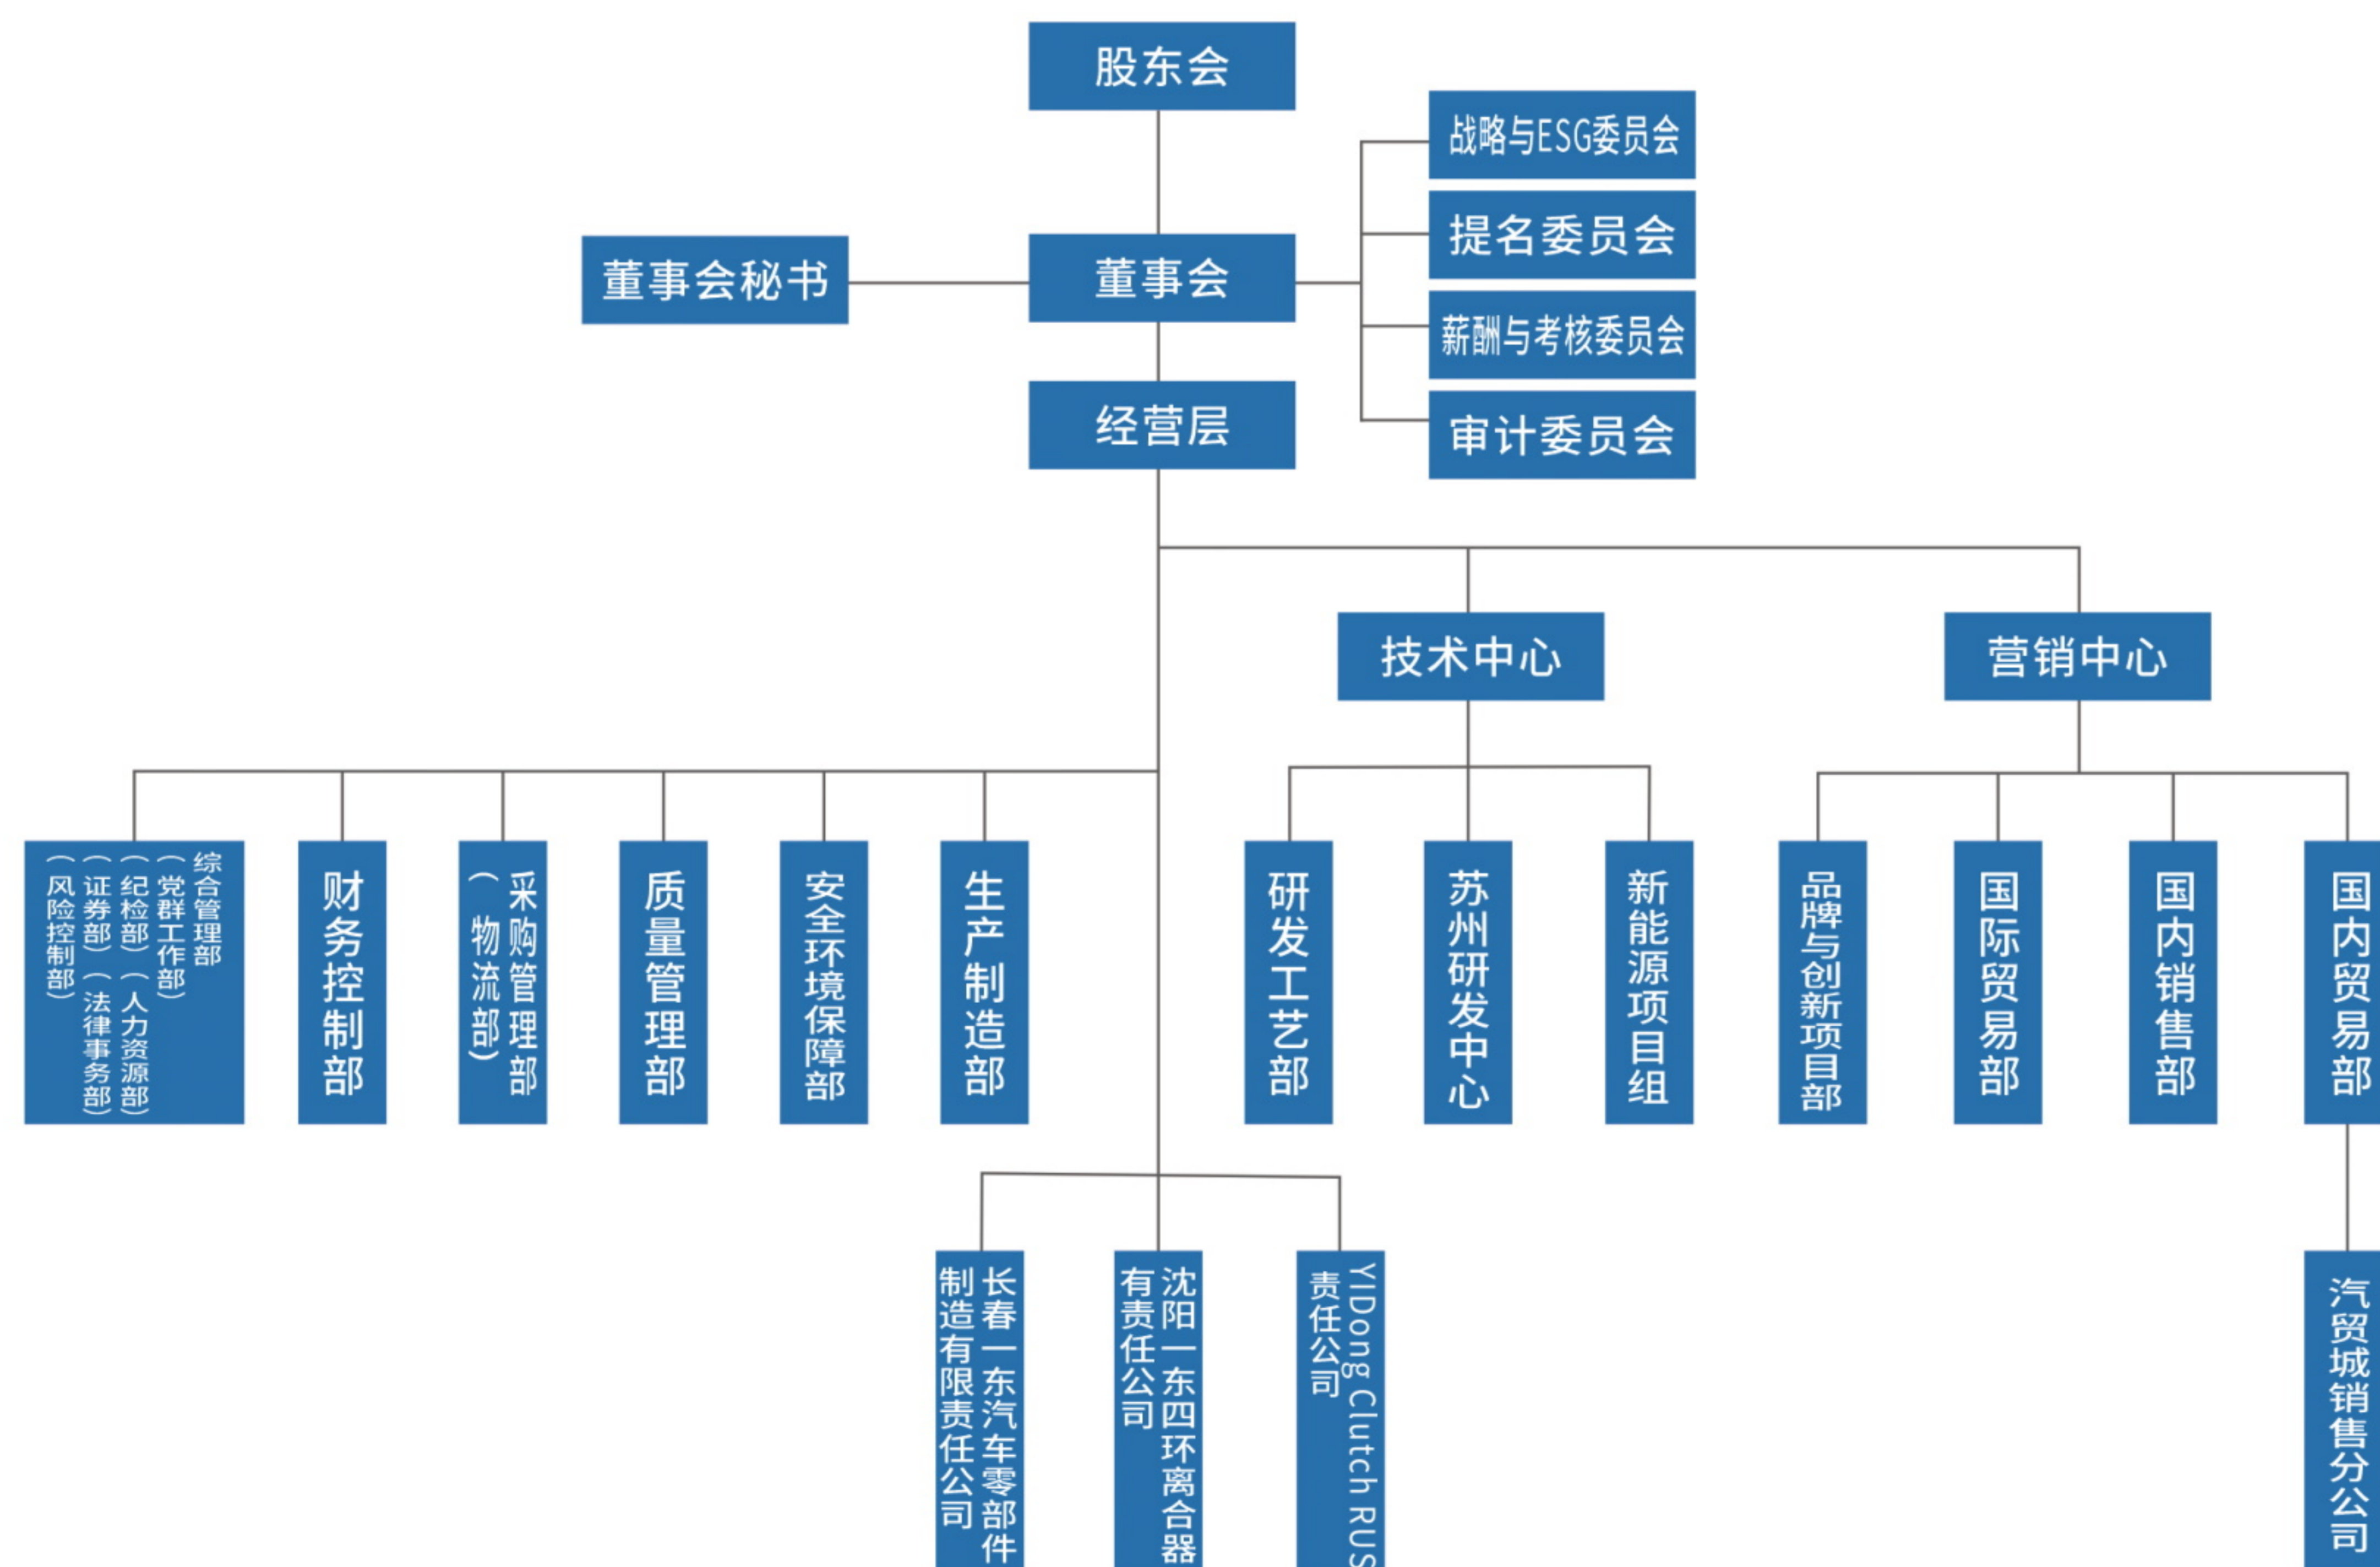 股东会
战略与ESG委员会
提名委员会
董事会秘书
董事会
薪酬与考核委员会
经营层
审计委员会
技术中心
营销中心
综合管理部
（党群工作部）
（纪检部）（人力资源部）
（证券部）（法律事务部）
（风险控制部）
财务控制部
采购管理部
（物流部）
质量管理部
安全环境保障部
生产制造部
研发工艺部
苏州研发中心
新能源项目组
品牌与创新项目部
国际贸易部
国内销售部
国内贸易部
长春一东汽车零部件
制造有限责任公司
沈阳一东四环离合器
有责任公司
YIDong Clutch RUS
责任公司
汽贸城销售分公司